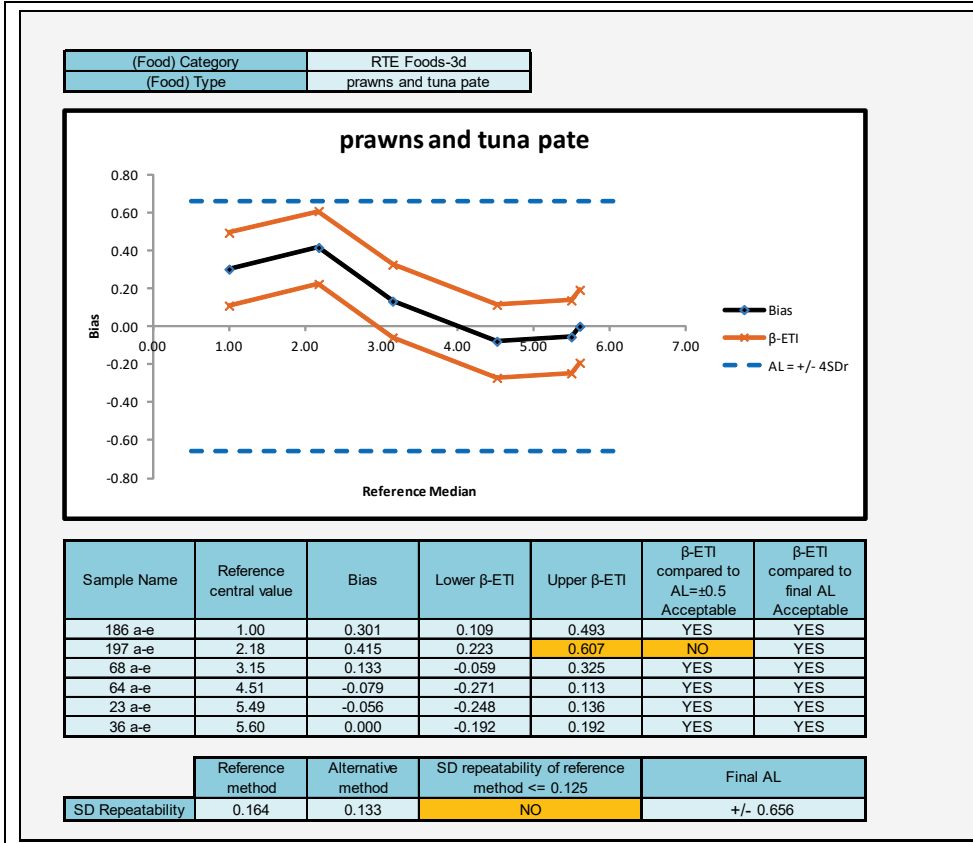 (Food) Category RTE Foods-3d
(Food) Type prawns and tuna pate
prawns and tuna pate
0.80
0.60
0.40
0.20
0.00
-0.20
-0.40
-0.60
-0.80
Bias
0.00 1.00 2.00 3.00 4.00 5.00 6.00 7.00
Reference Median
Bias
β-ETI
AL = +/- 4SDr
Sample Name Reference central value Bias Lower β-ETI Upper β-ETI β-ETI compared to AL=±0.5 Acceptable β-ETI compared to final AL Acceptable
186 a-e 1.00 0.301 0.109 0.493 YES YES
197 a-e 2.18 0.415 0.223 0.607 NO YES
68 a-e 3.15 0.133 -0.059 0.325 YES YES
64 a-e 4.51 -0.079 -0.271 0.113 YES YES
23 a-e 5.49 -0.056 -0.248 0.136 YES YES
36 a-e 5.60 0.000 -0.192 0.192 YES YES
Reference method Alternative method SD repeatability of reference method <= 0.125 Final AL
SD Repeatability 0.164 0.133 NO +/- 0.656